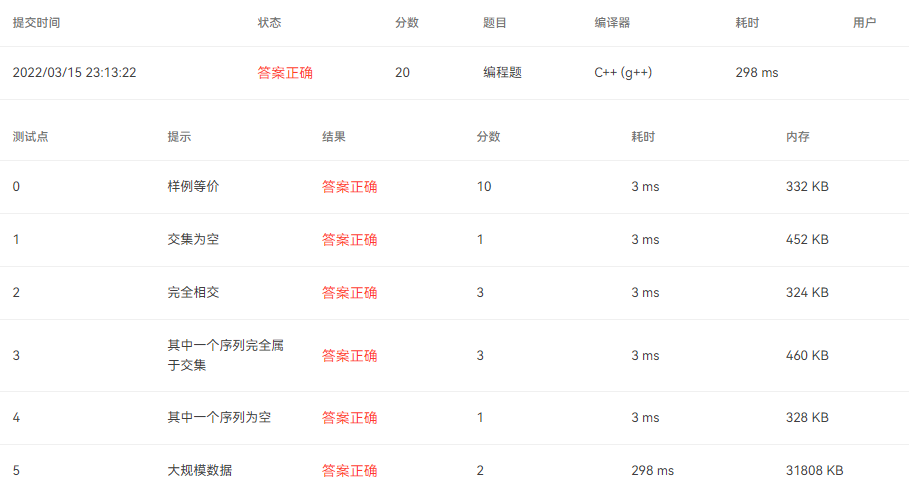 提交时间 状态 分数 题目 编译器 耗时 用户
2022/03/15 23:13:22 答案正确 20 编程题 C++ (g++) 298 ms
测试点 提示 结果 分数 耗时 内存
0 样例等价 答案正确 10 3 ms 332 KB
1 交集为空 答案正确 1 3 ms 452 KB
2 完全相交 答案正确 3 3 ms 324 KB
3 其中一个序列完全属 答案正确 3 3 ms 460 KB
于交集
4 其中一个序列为空 答案正确 1 3 ms 328 KB
5 大规模数据 答案正确 2 298 ms 31808 KB